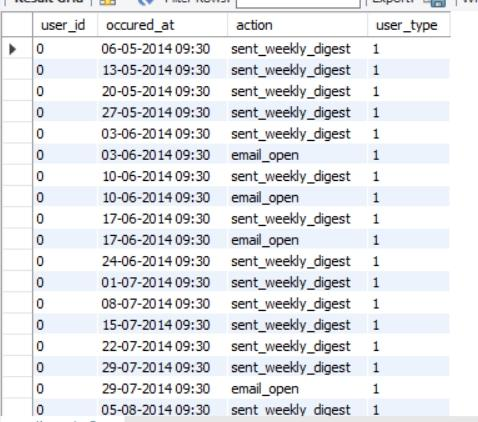 Result Grid Filter Rows: Export:
user_id occured_at action user_type
0 06-05-2014 09:30 sent_weekly_digest 1
0 13-05-2014 09:30 sent_weekly_digest 1
0 20-05-2014 09:30 sent_weekly_digest 1
0 27-05-2014 09:30 sent_weekly_digest 1
0 03-06-2014 09:30 sent_weekly_digest 1
0 03-06-2014 09:30 email_open 1
0 10-06-2014 09:30 sent_weekly_digest 1
0 10-06-2014 09:30 email_open 1
0 17-06-2014 09:30 sent_weekly_digest 1
0 17-06-2014 09:30 email_open 1
0 24-06-2014 09:30 sent_weekly_digest 1
0 01-07-2014 09:30 sent_weekly_digest 1
0 08-07-2014 09:30 sent_weekly_digest 1
0 15-07-2014 09:30 sent_weekly_digest 1
0 22-07-2014 09:30 sent_weekly_digest 1
0 29-07-2014 09:30 sent_weekly_digest 1
0 29-07-2014 09:30 email_open 1
0 05-08-2014 09:30 sent_weekly_digest 1